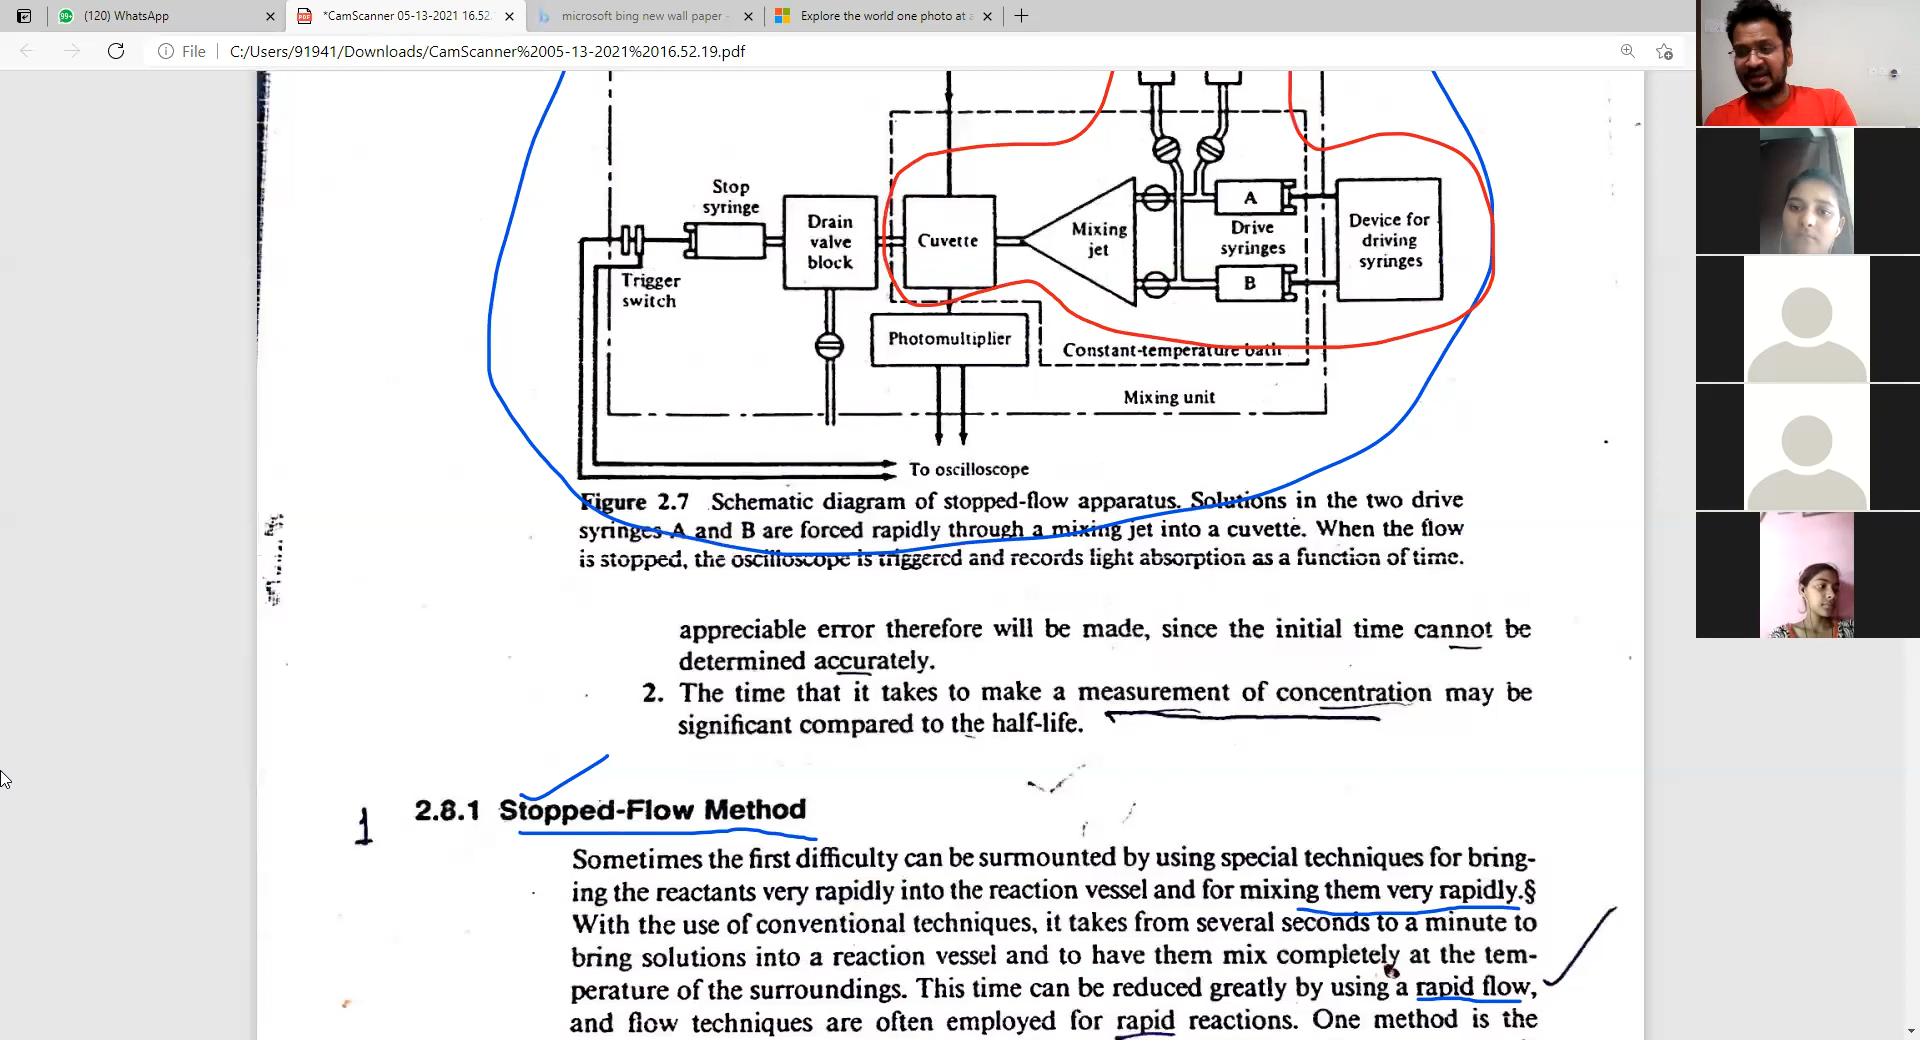 (120) WhatsApp
*CamScanner 05-13-2021 16.52
microsoft bing new wall paper -
Explore the world one photo at a
File
C:/Users/91941/Downloads/CamScanner%2005-13-2021%2016.52.19.pdf
Stop
syringe
Drain
valve
block
Cuvette
Mixing
jet
A
Drive
syringes
B
Device for
driving
syringes
Trigger
switch
Photomultiplier
Constant-temperature bath
Mixing unit
To oscilloscope
Figure 2.7 Schematic diagram of stopped-flow apparatus. Solutions in the two drive
syringes A and B are forced rapidly through a mixing jet into a cuvette. When the flow
is stopped, the oscilloscope is triggered and records light absorption as a function of time.
appreciable error therefore will be made, since the initial time cannot be
determined accurately.
2. The time that it takes to make a measurement of concentration may be
significant compared to the half-life.
1
2.8.1 Stopped-Flow Method
Sometimes the first difficulty can be surmounted by using special techniques for bring-
ing the reactants very rapidly into the reaction vessel and for mixing them very rapidly.§
With the use of conventional techniques, it takes from several seconds to a minute to
bring solutions into a reaction vessel and to have them mix completely at the tem-
perature of the surroundings. This time can be reduced greatly by using a rapid flow,
and flow techniques are often employed for rapid reactions. One method is the